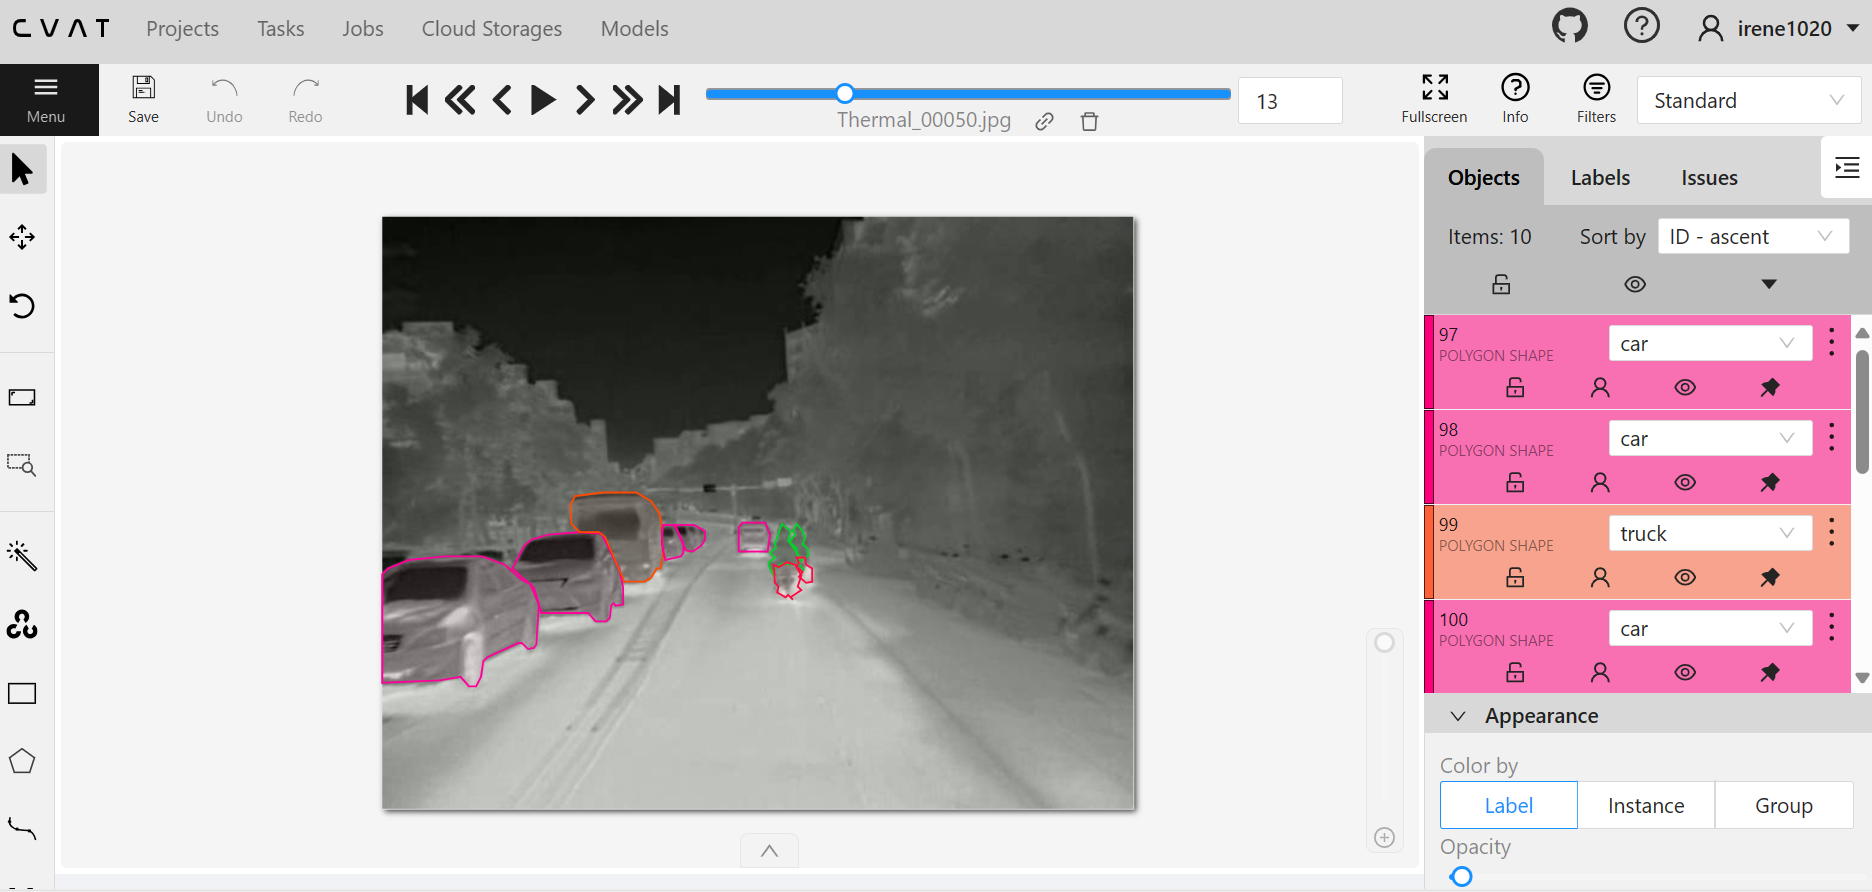 CVAT Projects Tasks Jobs Cloud Storages Models irene1020
Menu Save Undo Redo Thermal_00050.jpg 13 Fullscreen Info Filters Standard
Objects Labels Issues
Items: 10 Sort by ID - ascent
97 car
POLYGON SHAPE
98 car
POLYGON SHAPE
99 truck
POLYGON SHAPE
100 car
POLYGON SHAPE
Appearance
Color by
Label Instance Group
Opacity